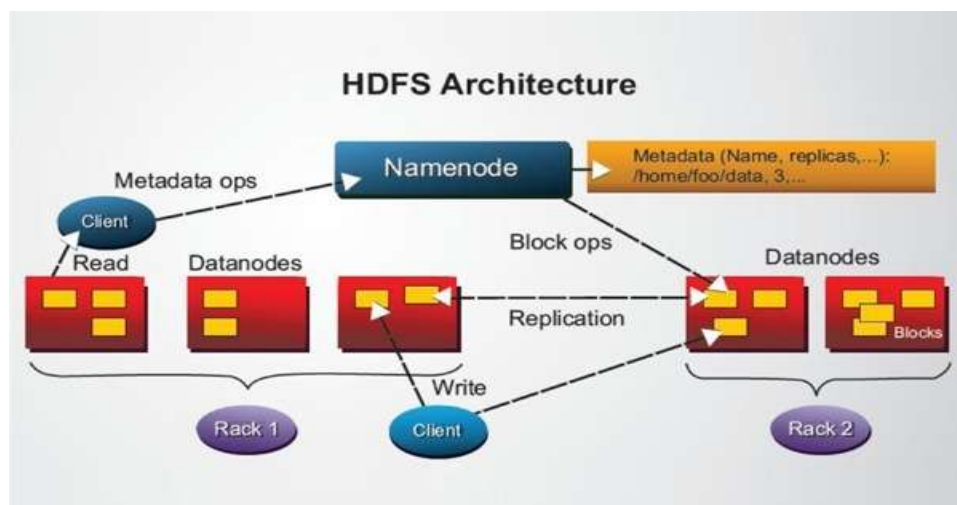 HDFS Architecture
Namenode
Metadata (Name, replicas,...):
/home/foo/data, 3,...
Metadata ops
Client
Block ops
Read
Datanodes
Datanodes
Replication
Blocks
Write
Rack 1
Client
Rack 2